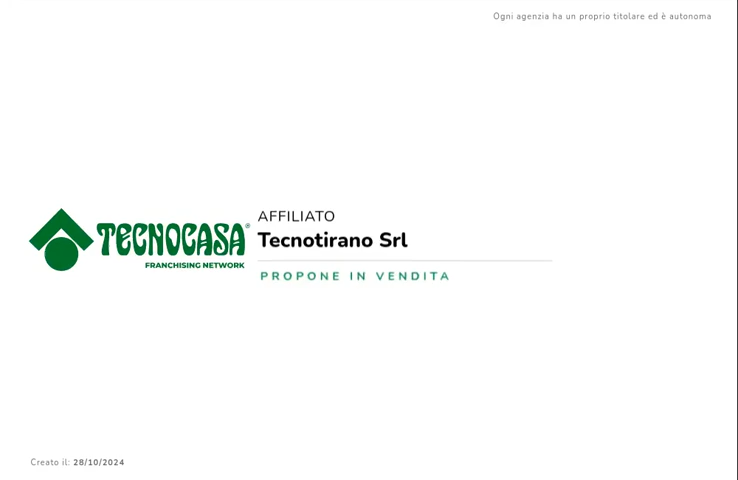 Ogni agenzia ha un proprio titolare ed è autonoma
TECNOCASA®
FRANCHISING NETWORK
AFFILIATO
Tecnotirano Srl
PROPONE IN VENDITA
Creato il: 28/10/2024